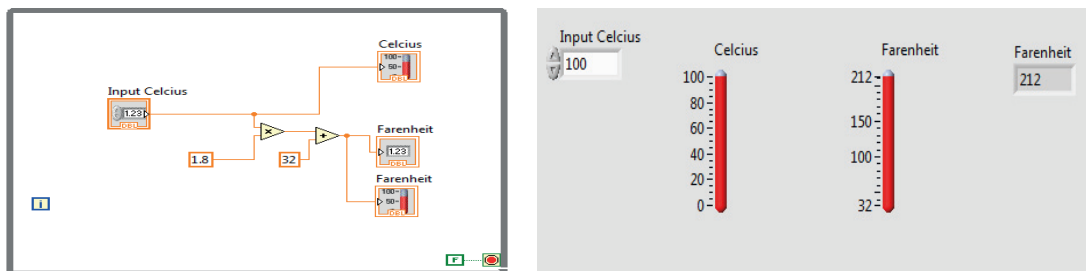 Celcius
100
50
DBL
Input Celcius
1.23
DBL
×
+
Farenheit
1.23
DBL
1.8
32
Farenheit
100
50
DBL
i
F
Input Celcius
100
Celcius
100
80
60
40
20
0
Farenheit
212
150
100
32
Farenheit
212